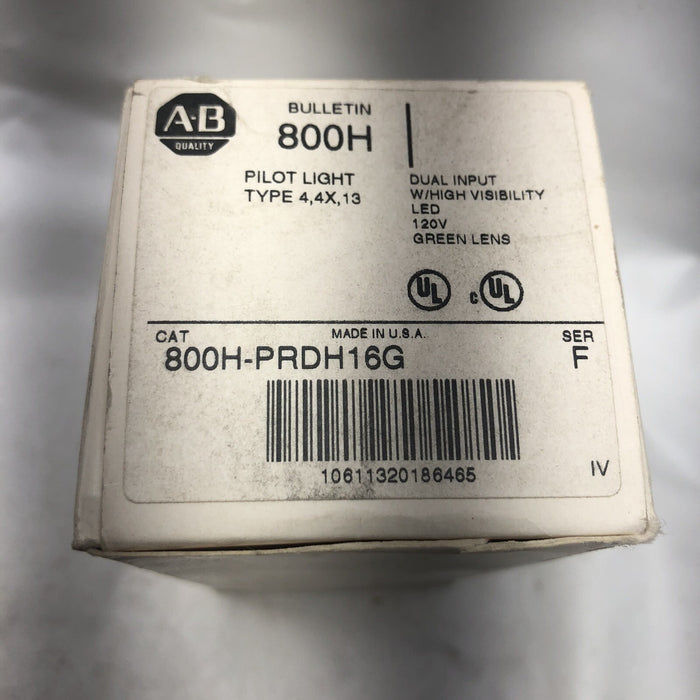 A-B
QUALITY
BULLETIN
800H
PILOT LIGHT
TYPE 4,4X,13
DUAL INPUT
W/HIGH VISIBILITY
LED
120V
GREEN LENS
UL
c UL
CAT
MADE IN U.S.A.
SER
800H-PRDH16G
F
10611320186465
IV